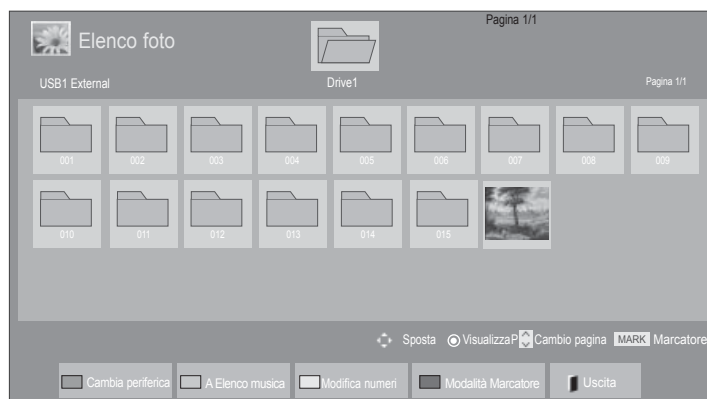 Pagina 1/1
Elenco foto
USB1 External Drive1 Pagina 1/1
001 002 003 004 005 006 007 008 009
010 011 012 013 014 015
Sposta VisualizzaP Cambio pagina MARK Marcatore
Cambia periferica A Elenco musica Modifica numeri Modalità Marcatore Uscita